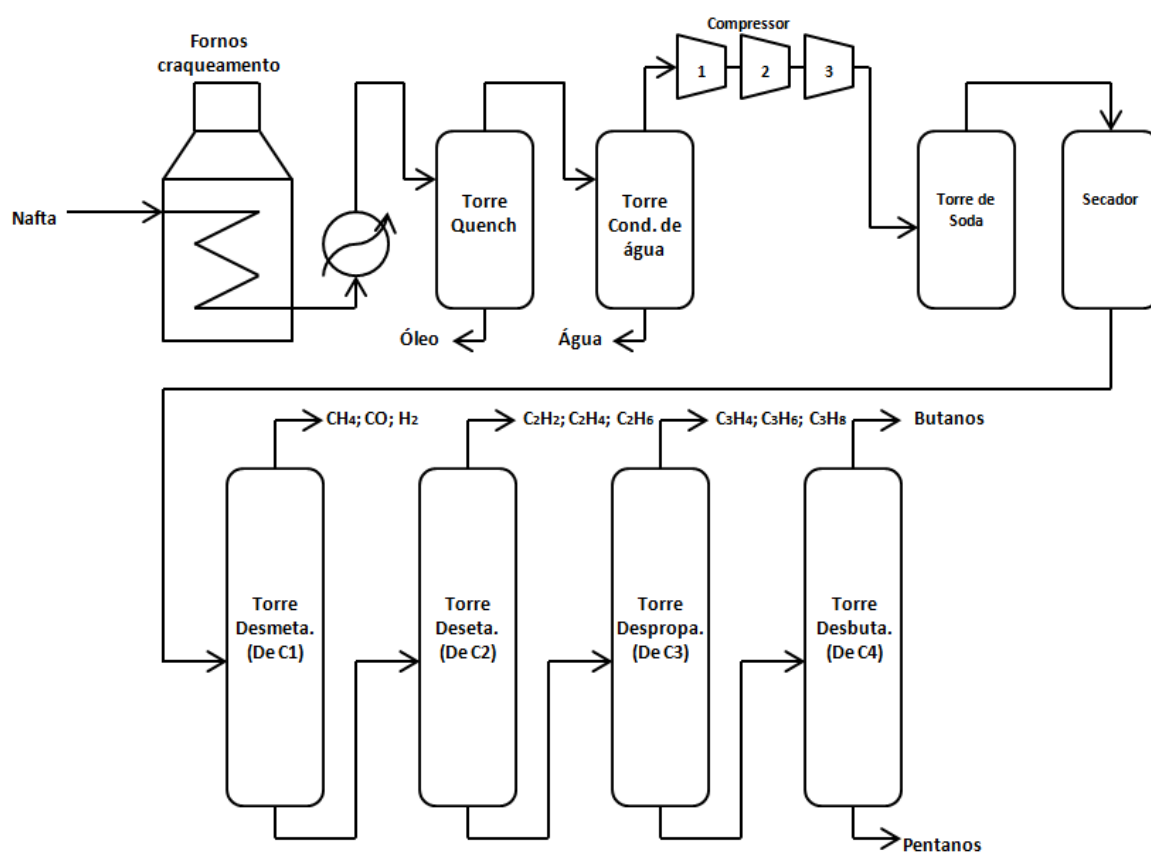 Compressor
Fornos
craqueamento
1
2
3
Nafta
Torre
Quench
Torre
Cond. de
água
Torre de
Soda
Secador
Óleo
Água
CH₄; CO; H₂
C₂H₂; C₂H₄; C₂H₆
C₃H₄; C₃H₆; C₃H₈
Butanos
Torre
Desmeta.
(De C1)
Torre
Deseta.
(De C2)
Torre
Despropa.
(De C3)
Torre
Desbuta.
(De C4)
Pentanos